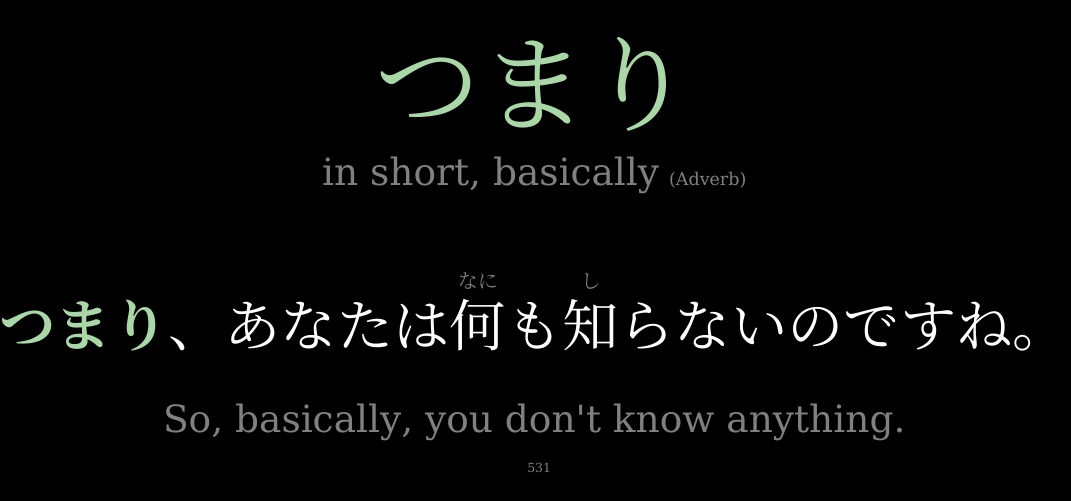 つまり
in short, basically (Adverb)
なに し
つまり、あなたは何も知らないのですね。
So, basically, you don't know anything.
531